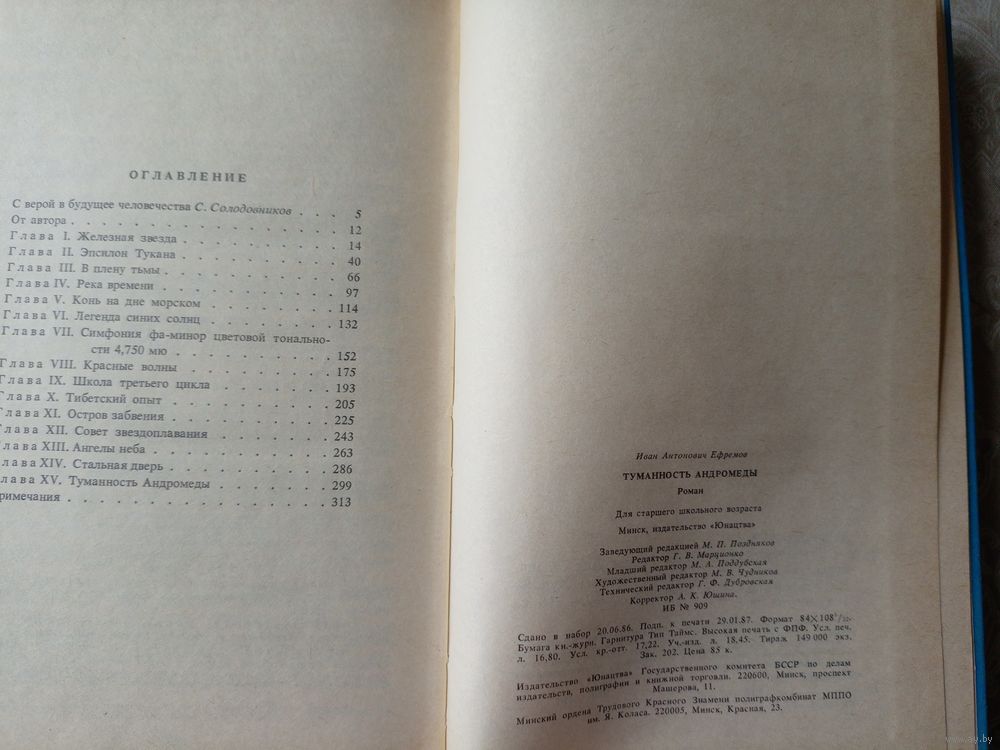 ОГЛАВЛЕНИЕ
С верой в будущее человечества С. Солодовников . . . 5
От автора . . . . . . . . . . . . . . . 12
Глава I. Железная звезда . . . . . . . . . 14
Глава II. Эпсилон Тукана . . . . . . . . . 40
Глава III. В плену тьмы . . . . . . . . . . 66
Глава IV. Река времени . . . . . . . . . . 97
Глава V. Конь на дне морском . . . . . . . . 114
Глава VI. Легенда синих солнц . . . . . . . . 132
Глава VII. Симфония фа-минор цветовой тонально-
сти 4,750 мю . . . . . . . . . . 152
Глава VIII. Красные волны . . . . . . . . . 175
Глава IX. Школа третьего цикла . . . . . . . 193
Глава X. Тибетский опыт . . . . . . . . . . 205
Глава XI. Остров забвения . . . . . . . . . 225
лава XII. Совет звездоплавания . . . . . . . 243
лава XIII. Ангелы неба . . . . . . . . . . 263
лава XIV. Стальная дверь . . . . . . . . . . 286
лава XV. Туманность Андромеды . . . . . . . 299
римечания . . . . . . . . . . . . . . . 313
Иван Антонович Ефремов
ТУМАННОСТЬ АНДРОМЕДЫ
Роман
Для старшего школьного возраста
Минск, издательство «Юнацтва»
Заведующий редакцией М. П. Поздняков
Редактор Г. В. Марционко
Младший редактор М. А. Поддубская
Художественный редактор М. В. Чудников
Технический редактор Г. Ф. Дубровская
Корректор А. К. Юшина.
ИБ № 909
Сдано в набор 20.06.86. Подп. к печати 29.01.87. Формат 84×108¹/₃₂.
Бумага кн.-журн. Гарнитура Тип Таймс. Высокая печать с ФПФ. Усл. печ.
л. 16,80. Усл. кр.-отт. 17,22. Уч.-изд. л. 18.45. Тираж 149 000 экз.
Зак. 202. Цена 85 к.
Издательство «Юнацтва» Государственного комитета БССР по делам
издательств, полиграфии и книжной торговли. 220600, Минск, проспект
Машерова, 11.
Минский ордена Трудового Красного Знамени полиграфкомбинат МППО
им. Я. Коласа. 220005, Минск, Красная, 23.
www.ay.by